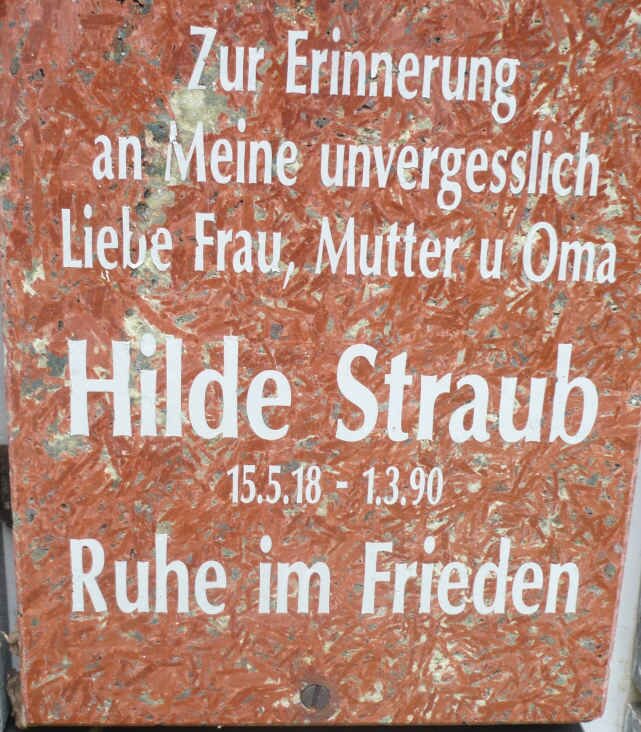 Zur Erinnerung
an Meine unvergesslich
Liebe Frau, Mutter u Oma
Hilde Straub
15.5.18 - 1.3.90
Ruhe im Frieden